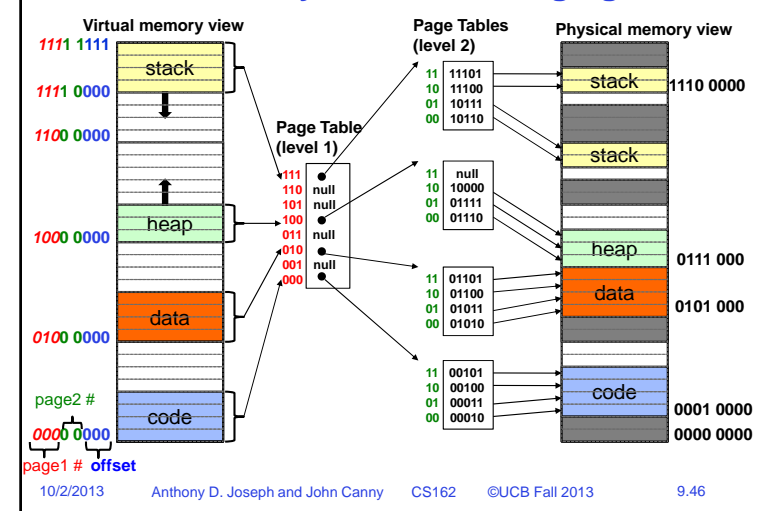 Virtual memory view
1111 1111
stack
1111 0000
1100 0000
heap
1000 0000
data
0100 0000
page2 #
code
0000 0000
page1 # offset
Page Table
(level 1)
111
110 null
101 null
100
011 null
010
001 null
000
Page Tables
(level 2)
11 11101
10 11100
01 10111
00 10110
11 null
10 10000
01 01111
00 01110
11 01101
10 01100
01 01011
00 01010
11 00101
10 00100
01 00011
00 00010
Physical memory view
stack
1110 0000
stack
heap
0111 000
data
0101 000
code
0001 0000
0000 0000
10/2/2013 Anthony D. Joseph and John Canny CS162 ©UCB Fall 2013 9.46